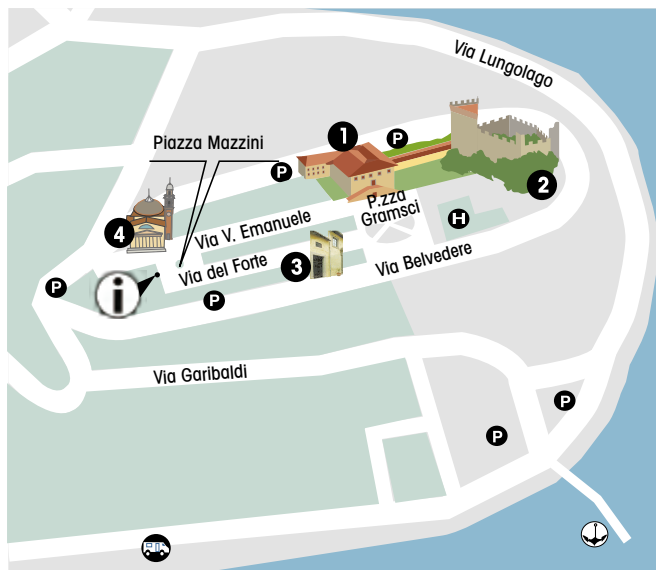 Via Lungolago
1
P
Piazza Mazzini
P
2
P.zza
Gramsci
H
4
Via V. Emanuele
3
Via del Forte
Via Belvedere
i
P
P
Via Garibaldi
P
P